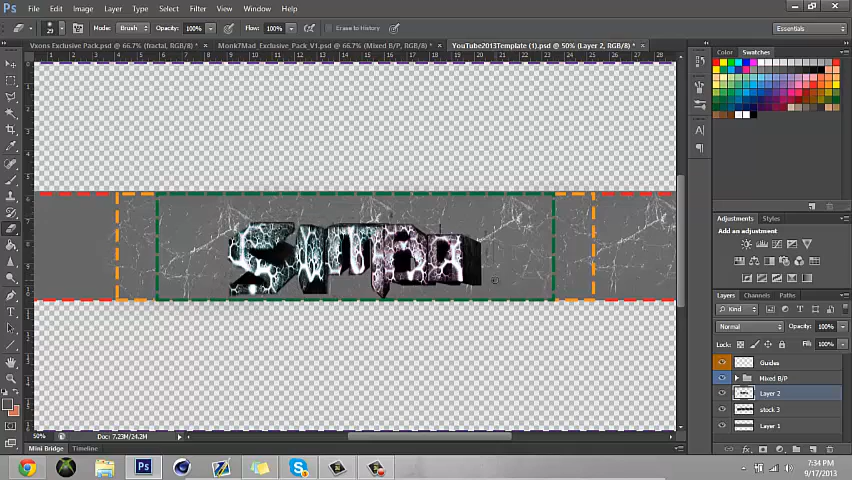 Ps File Edit Image Layer Type Select Filter View Window Help
29 Mode: Brush Opacity: 100% Flow: 100% Erase to History Essentials
Vxons Exclusive Pack.psd @ 66.7% (fractal, RGB/8) * × Monk7Mad_Exclusive_Pack_V1.psd @ 66.7% (Mixed B/P, RGB/8) * × YouTube2013Template (1).psd @ 50% (Layer 2, RGB/8) * ×
Color Swatches
Simba
Adjustments Styles
Add an adjustment
Layers Channels Paths
Kind
Normal Opacity: 100%
Lock: Fill: 100%
Guides
Mixed B/P
Layer 2
stock 3
Layer 1
50% Doc: 7.23M/24.2M
Mini Bridge Timeline
7:34 PM
9/17/2013